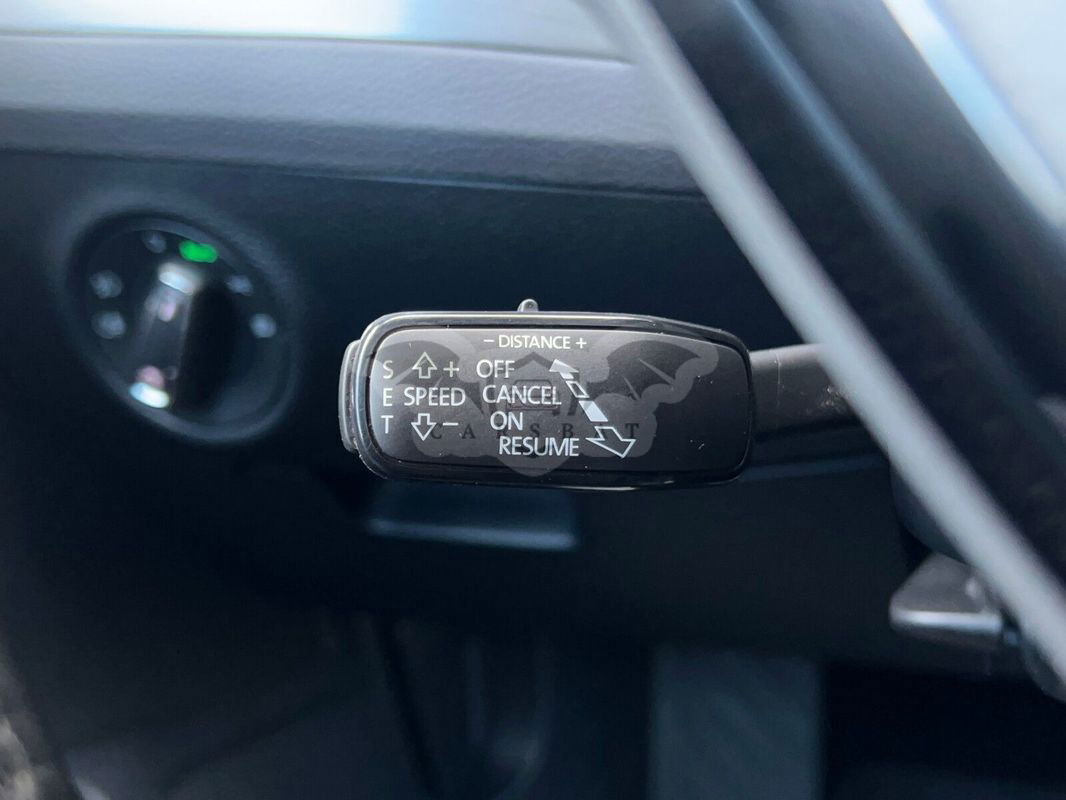 - DISTANCE +
S + OFF
E SPEED CANCEL
T - ON
RESUME